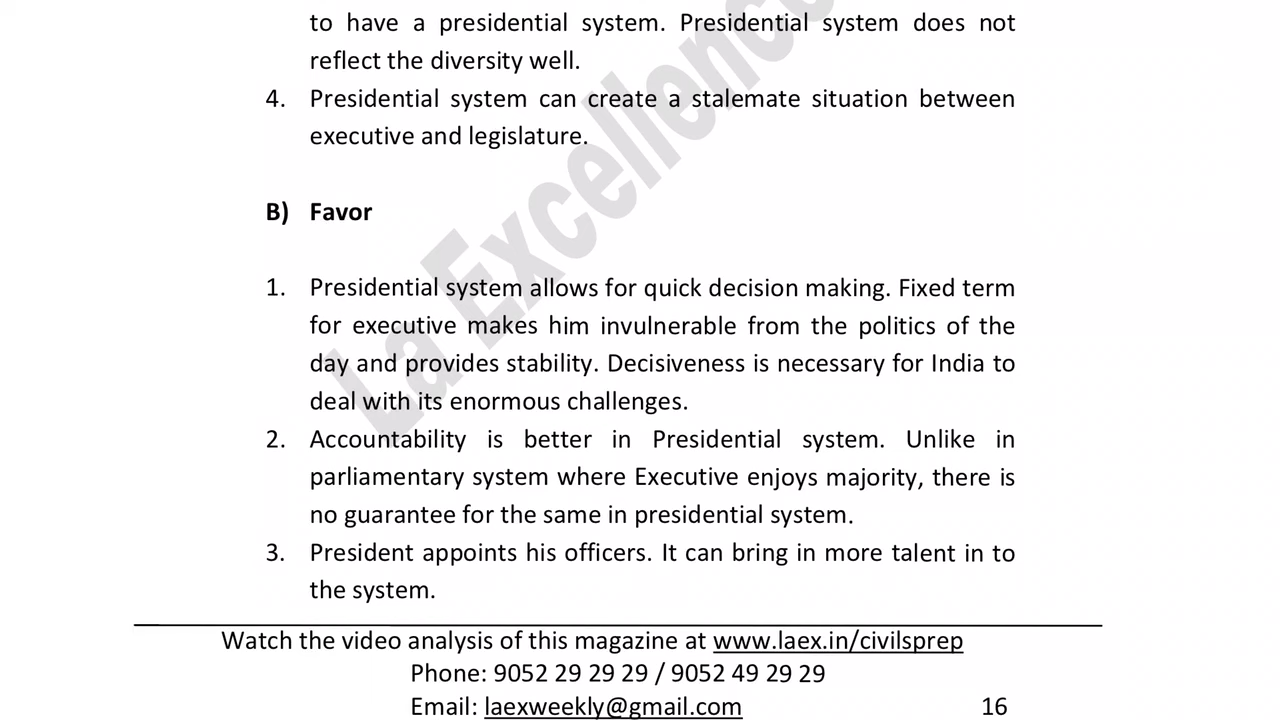 to have a presidential system. Presidential system does not
reflect the diversity well.
4. Presidential system can create a stalemate situation between
executive and legislature.
B) Favor
1. Presidential system allows for quick decision making. Fixed term
for executive makes him invulnerable from the politics of the
day and provides stability. Decisiveness is necessary for India to
deal with its enormous challenges.
2. Accountability is better in Presidential system. Unlike in
parliamentary system where Executive enjoys majority, there is
no guarantee for the same in presidential system.
3. President appoints his officers. It can bring in more talent in to
the system.
La Excellence
Watch the video analysis of this magazine at www.laex.in/civilsprep
Phone: 9052 29 29 29 / 9052 49 29 29
Email: laexweekly@gmail.com 16